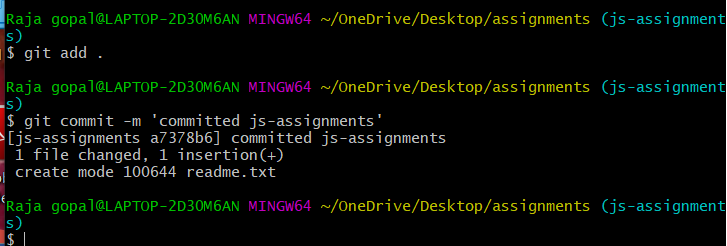 Raja gopal@LAPTOP-2D30M6AN MINGW64 ~/OneDrive/Desktop/assignments (js-assignment
s)
$ git add .
Raja gopal@LAPTOP-2D30M6AN MINGW64 ~/OneDrive/Desktop/assignments (js-assignment
s)
$ git commit -m 'committed js-assignments'
[js-assignments a7378b6] committed js-assignments
 1 file changed, 1 insertion(+)
 create mode 100644 readme.txt
Raja gopal@LAPTOP-2D30M6AN MINGW64 ~/OneDrive/Desktop/assignments (js-assignment
s)
$